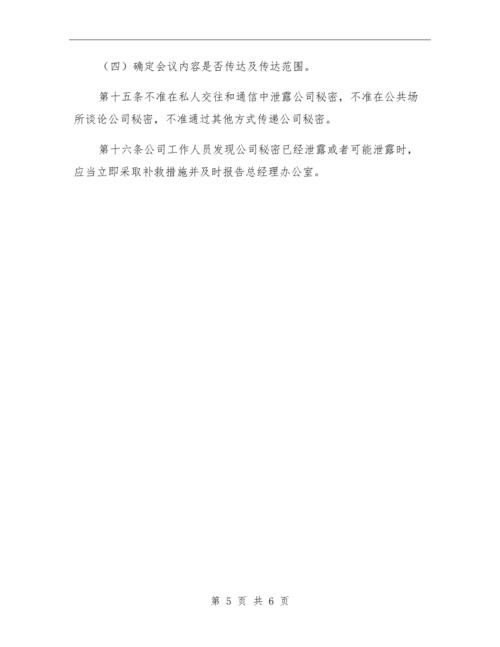 （四）确定会议内容是否传达及传达范围。
第十五条不准在私人交往和通信中泄露公司秘密，不准在公共场
所谈论公司秘密，不准通过其他方式传递公司秘密。
第十六条公司工作人员发现公司秘密已经泄露或者可能泄露时，
应当立即采取补救措施并及时报告总经理办公室。
第 5 页 共 6 页